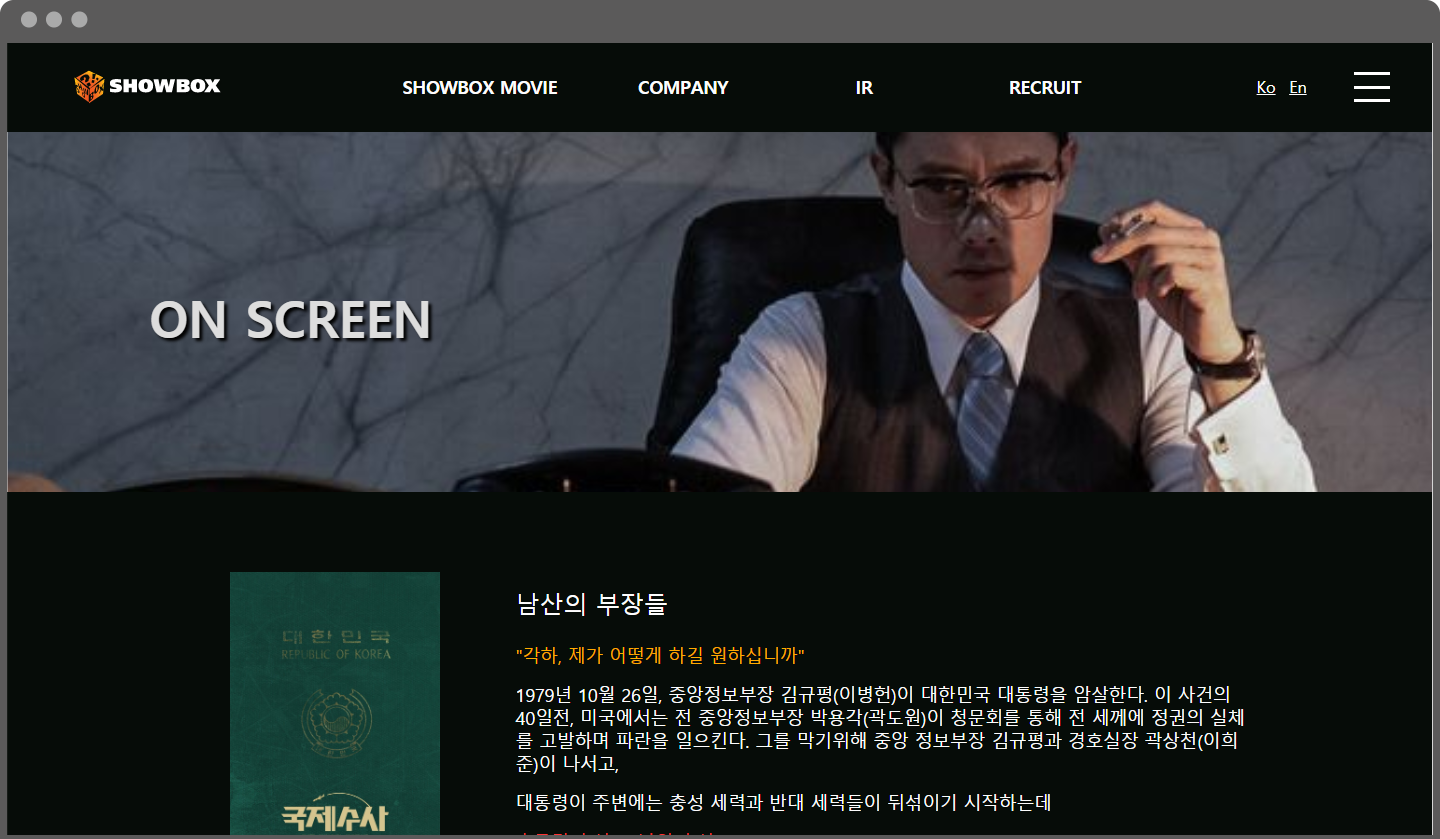 SHOWBOX
SHOWBOX MOVIE
COMPANY
IR
RECRUIT
Ko
En
ON SCREEN
대한민국
REPUBLIC OF KOREA
국제수사
남산의 부장들
"각하, 제가 어떻게 하길 원하십니까"
1979년 10월 26일, 중앙정보부장 김규평(이병헌)이 대한민국 대통령을 암살한다. 이 사건의
40일전, 미국에서는 전 중앙정보부장 박용각(곽도원)이 청문회를 통해 전 세께에 정권의 실체
를 고발하며 파란을 일으킨다. 그를 막기위해 중앙 정보부장 김규평과 경호실장 곽상천(이희
준)이 나서고,
대통령이 주변에는 충성 세력과 반대 세력들이 뒤섞이기 시작하는데